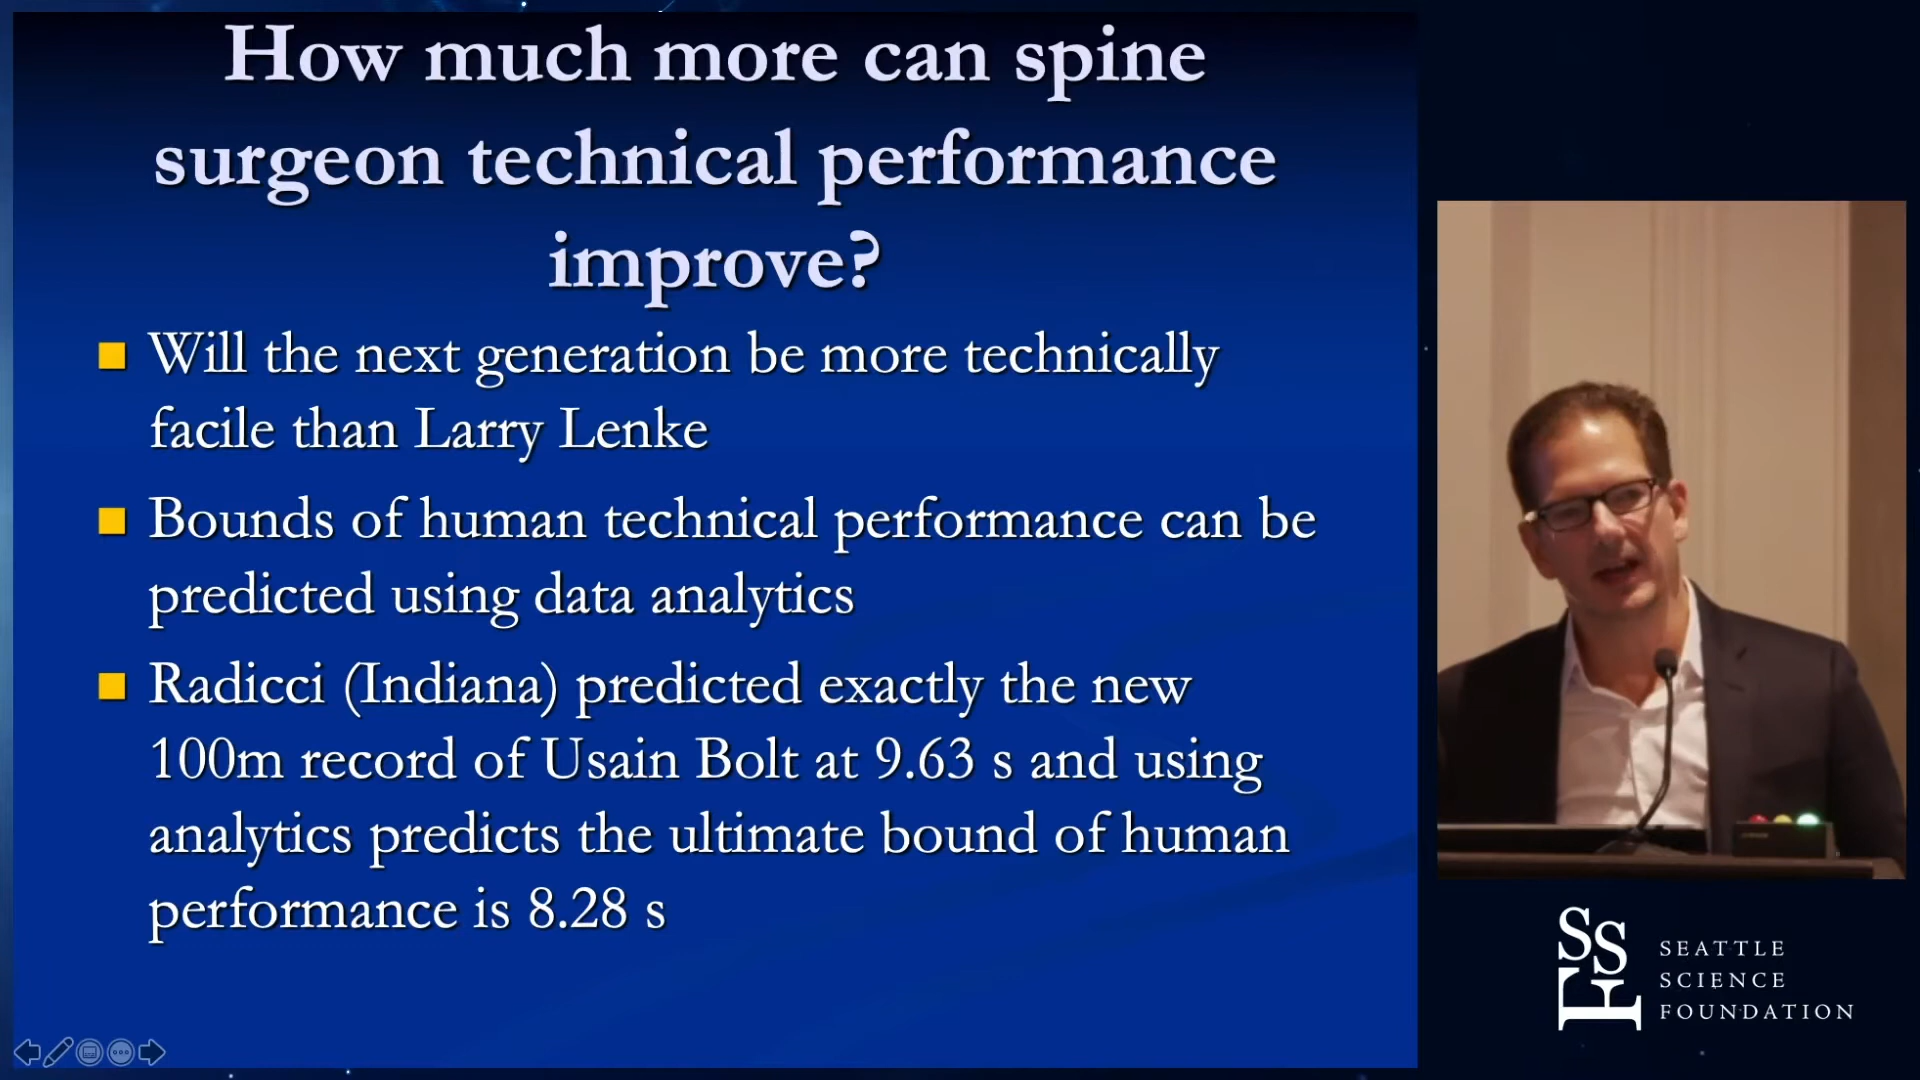 How much more can spine
surgeon technical performance
improve?
Will the next generation be more technically
facile than Larry Lenke
Bounds of human technical performance can be
predicted using data analytics
Radicci (Indiana) predicted exactly the new
100m record of Usain Bolt at 9.63 s and using
analytics predicts the ultimate bound of human
performance is 8.28 s
SSF
SEATTLE
SCIENCE
FOUNDATION